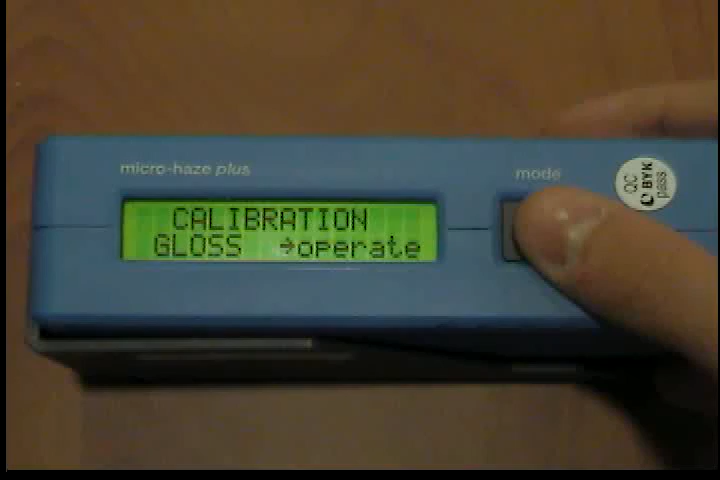 micro-haze plus
mode
CALIBRATION
GLOSS →operate
QC
BYK
pass